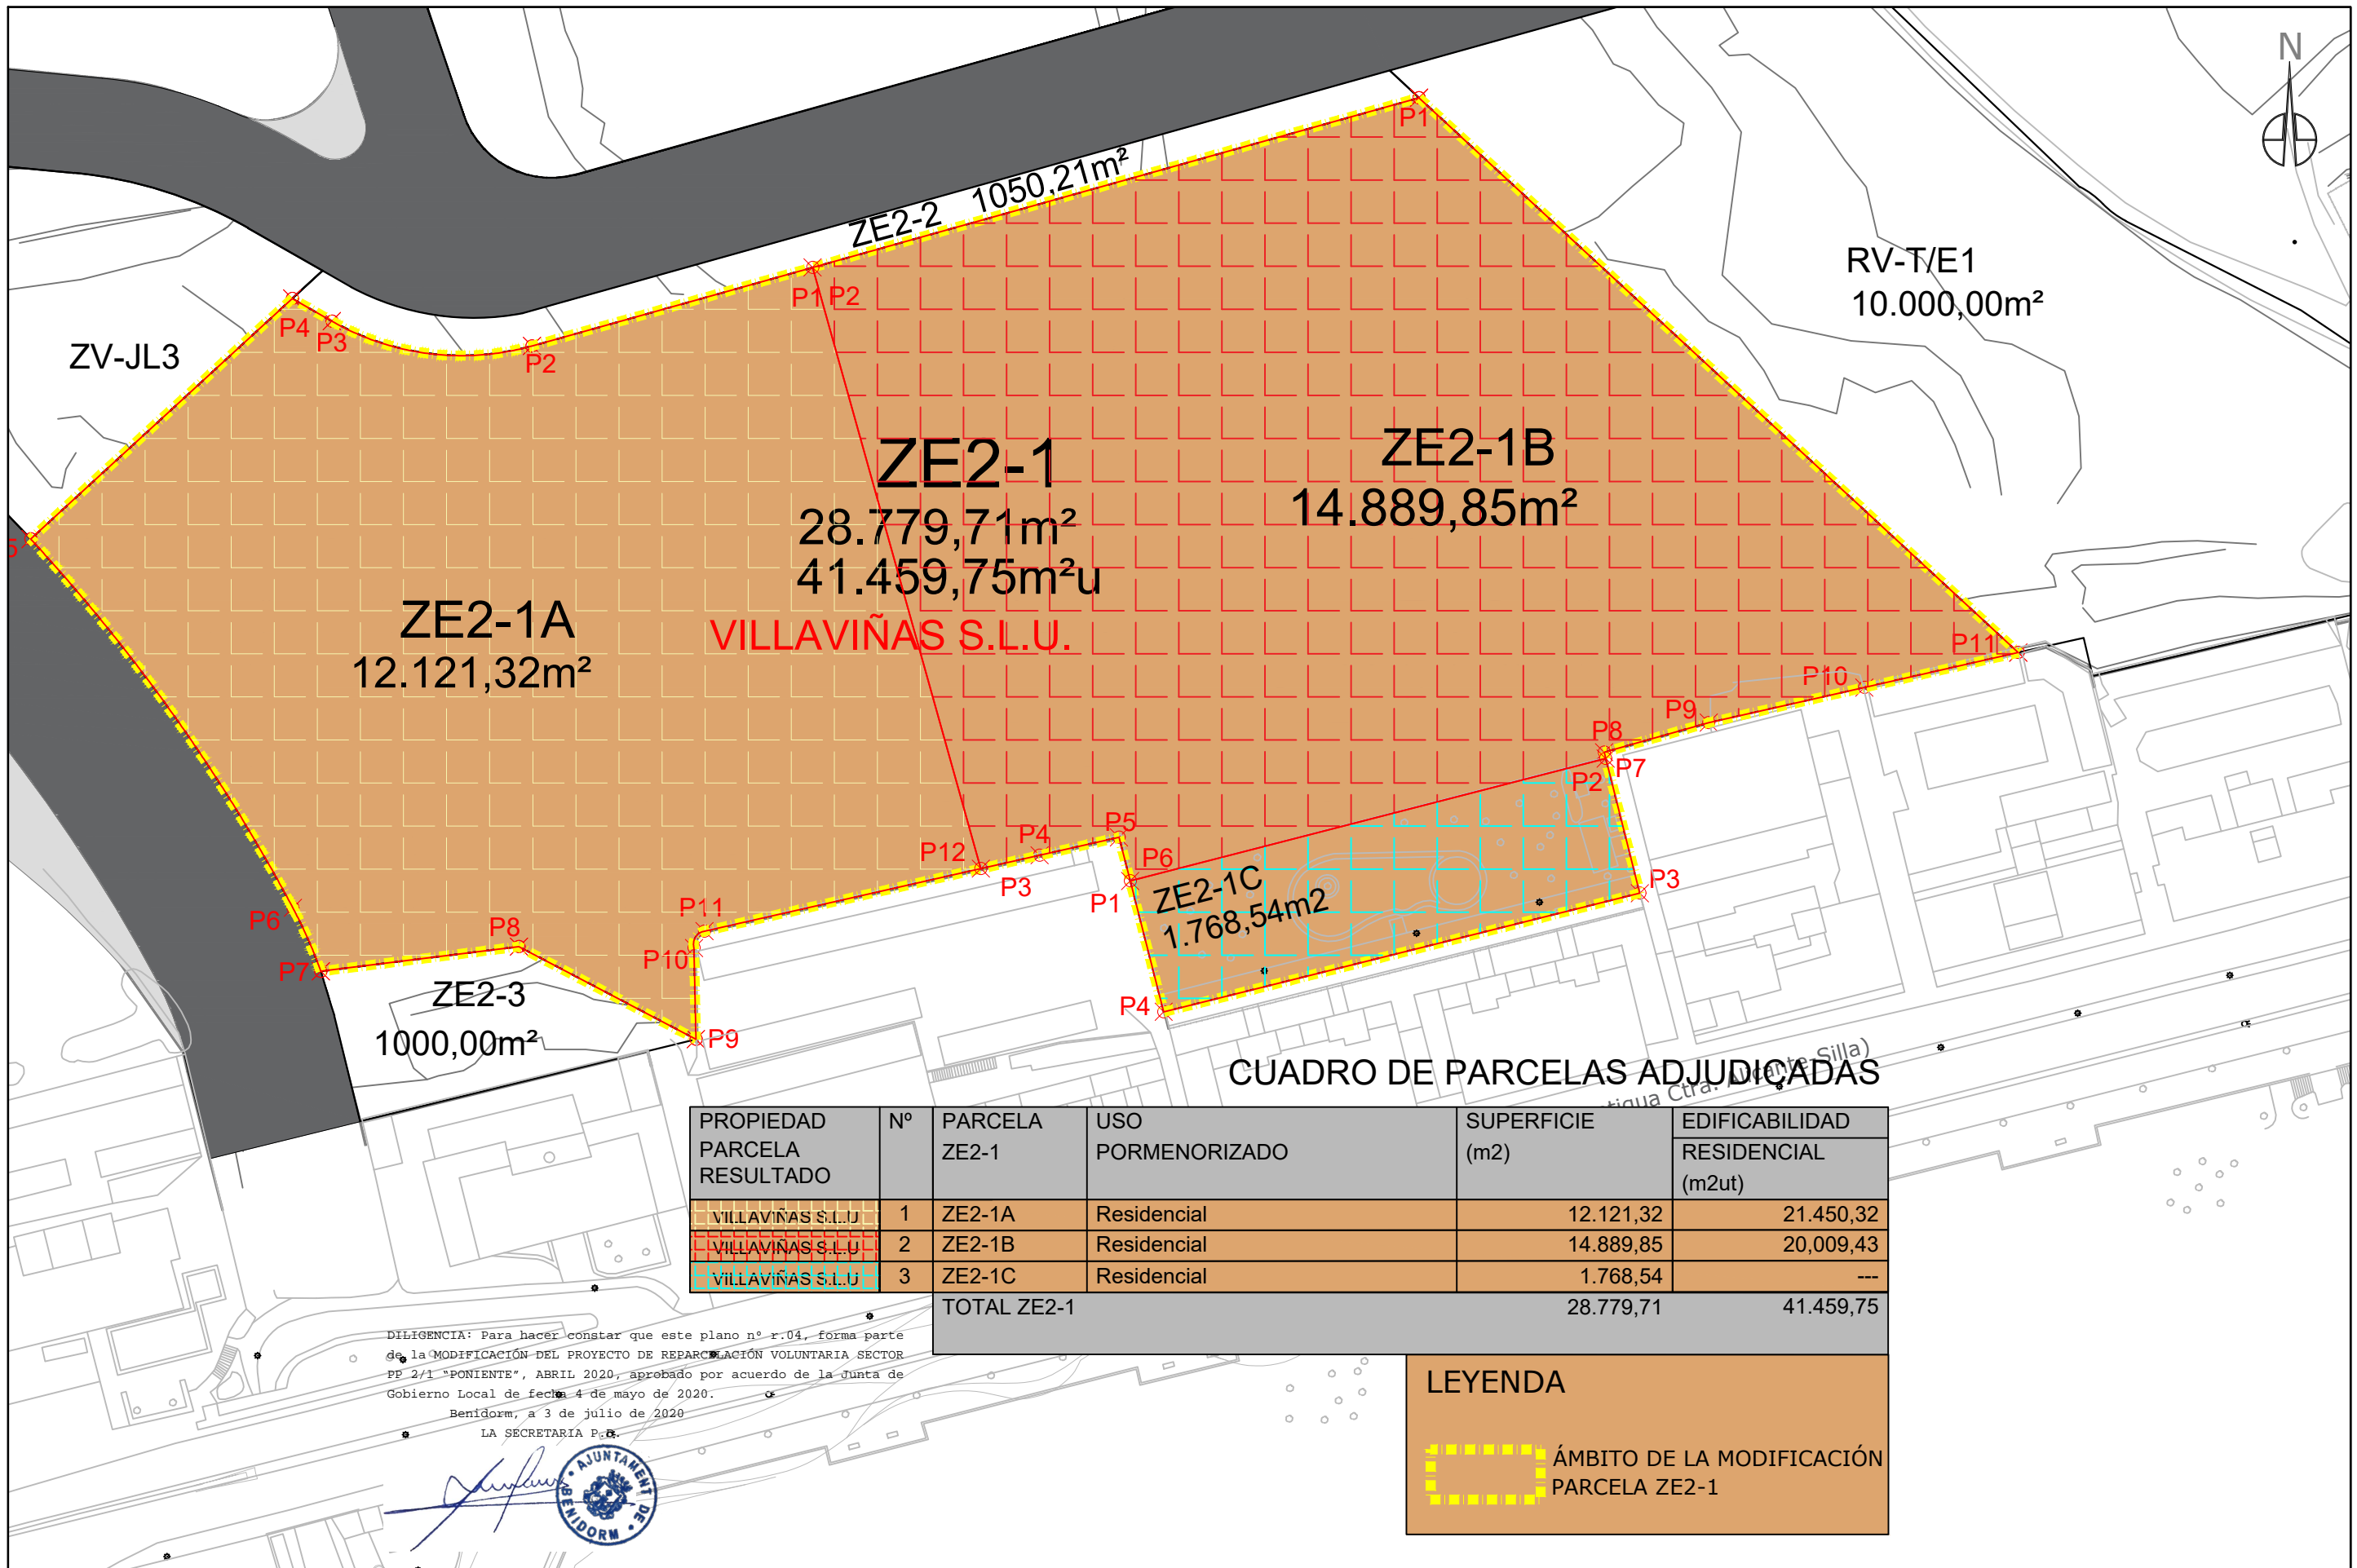 N
P1
1050,21m²
ZE2-2
RV-T/E1
10.000,00m²
P1 P2
P4
P3
P2
ZV-JL3
ZE2-1
28.779,71m²
41.459,75m²u
VILLAVIÑAS S.L.U.
ZE2-1B
14.889,85m²
5
ZE2-1A
12.121,32m²
P11
P10
P9
P8
P7
P2
P5
P4
P12
P3
P6
P1
ZE2-1C
1.768,54m2
P3
P4
P11
P10
P9
P8
P6
P7
ZE2-3
1000,00m²
tigua Ctra. Alicante-Silla)
CUADRO DE PARCELAS ADJUDICADAS
PROPIEDAD PARCELA RESULTADO Nº PARCELA ZE2-1 USO PORMENORIZADO SUPERFICIE (m2) EDIFICABILIDAD RESIDENCIAL (m2ut)
VILLAVIÑAS S.L.U 1 ZE2-1A Residencial 12.121,32 21.450,32
VILLAVIÑAS S.L.U 2 ZE2-1B Residencial 14.889,85 20,009,43
VILLAVIÑAS S.L.U 3 ZE2-1C Residencial 1.768,54 ---
TOTAL ZE2-1 28.779,71 41.459,75
DILIGENCIA: Para hacer constar que este plano nº r.04, forma parte
de la MODIFICACIÓN DEL PROYECTO DE REPARCELACIÓN VOLUNTARIA SECTOR
PP 2/1 "PONIENTE", ABRIL 2020, aprobado por acuerdo de la Junta de
Gobierno Local de fecha 4 de mayo de 2020.
Benidorm, a 3 de julio de 2020
LA SECRETARIA P.D.
AJUNTAMENT DE BENIDORM
LEYENDA
ÁMBITO DE LA MODIFICACIÓN
PARCELA ZE2-1